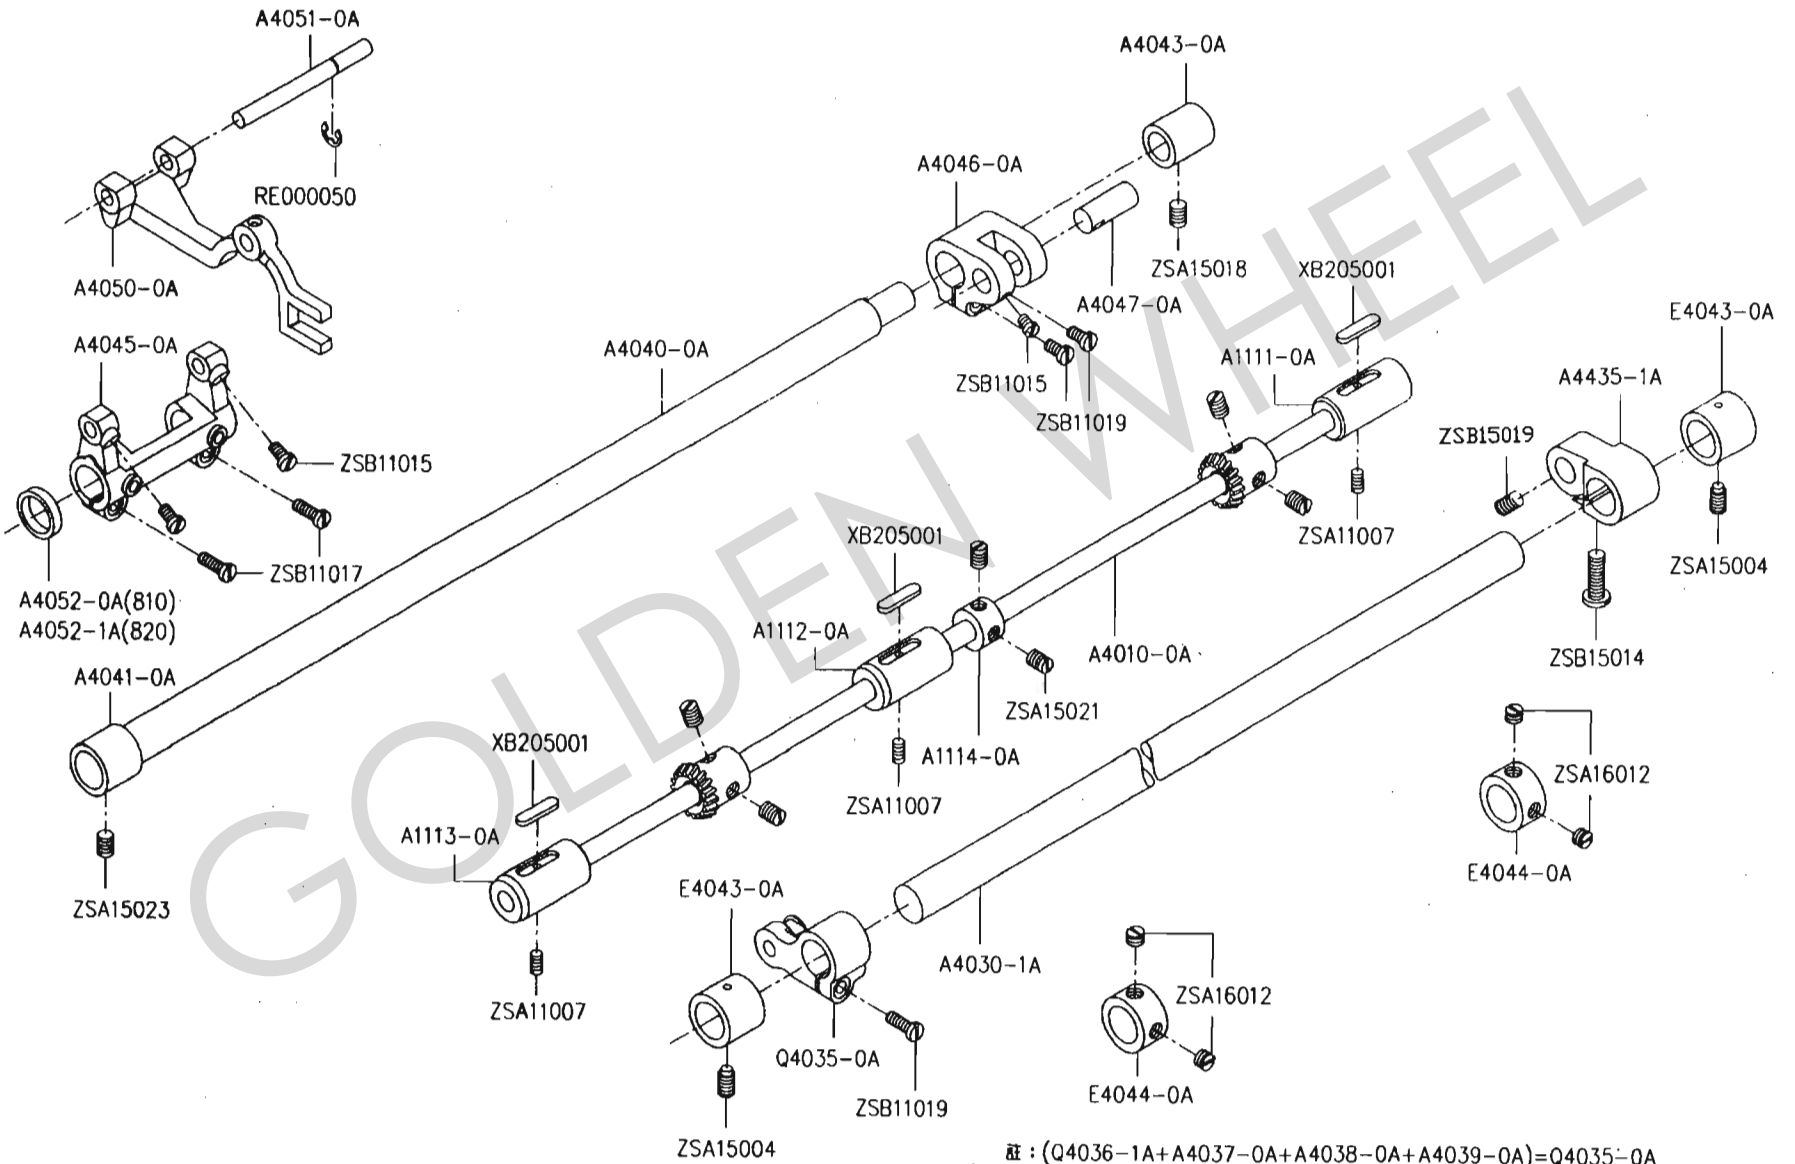 A4051-0A
A4043-0A
A4046-0A
RE000050
ZSA15018
XB205001
A4050-0A
A4047-0A
E4043-0A
A4045-0A
A4040-0A
A1111-0A
A4435-1A
ZSB11015
ZSB11019
ZSB15019
ZSB11015
ZSA11007
XB205001
ZSB11017
ZSA15004
A4052-0A(810)
A4052-1A(820)
A1112-0A
A4010-0A
ZSB15014
A4041-0A
ZSA15021
XB205001
A1114-0A
ZSA16012
ZSA11007
A1113-0A
E4044-0A
E4043-0A
ZSA15023
A4030-1A
ZSA16012
ZSA11007
Q4035-0A
E4044-0A
ZSB11019
ZSA15004
註:(Q4036-1A+A4037-0A+A4038-0A+A4039-0A)=Q4035-0A
GOLDEN WHEEL